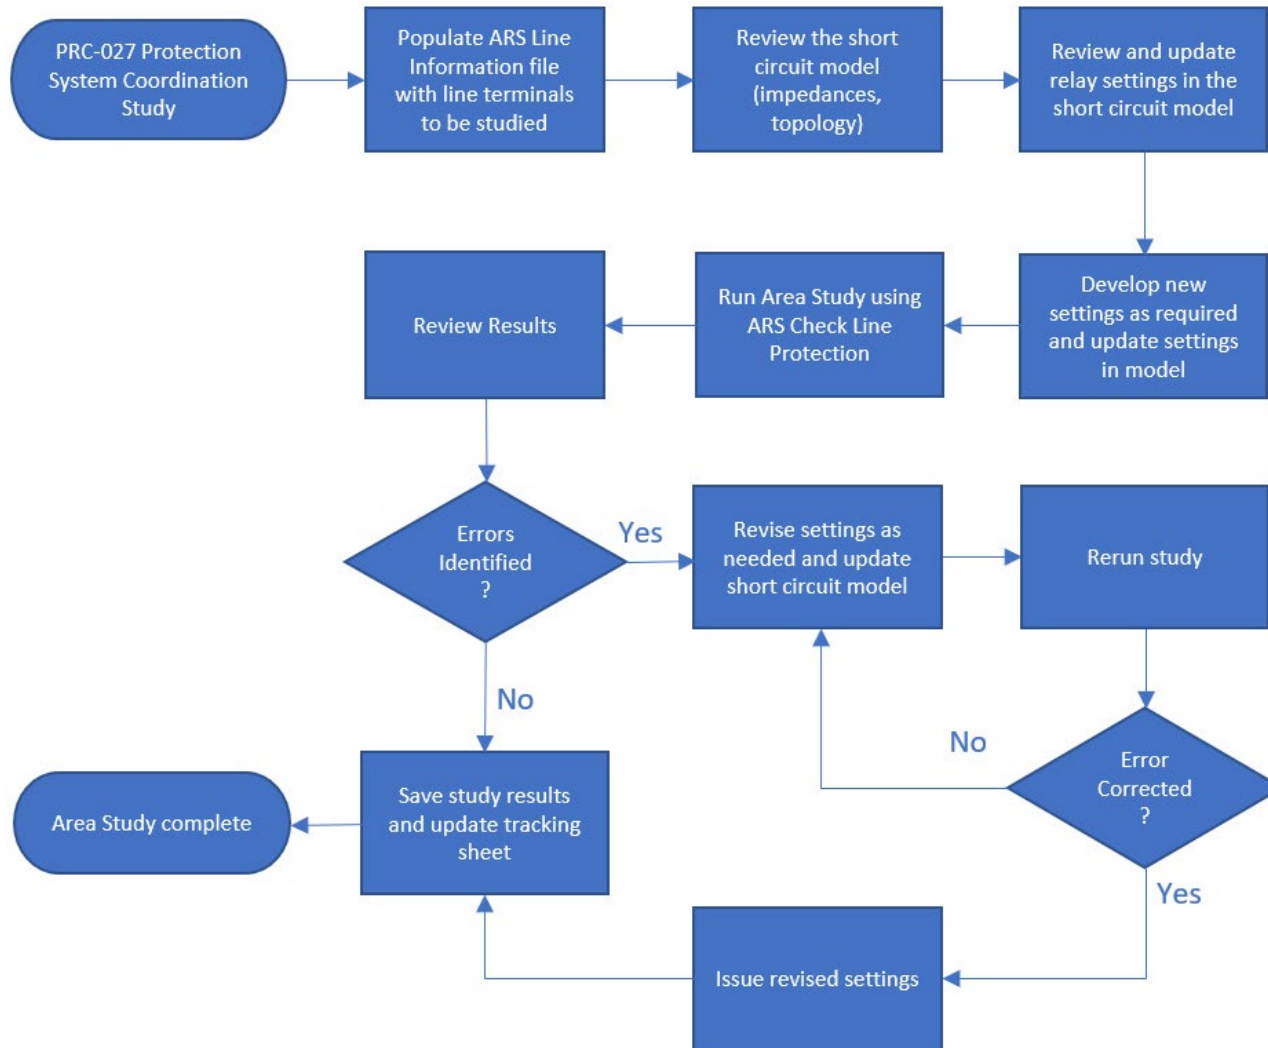 PRC-027 Protection
System Coordination
Study
Populate ARS Line
Information file
with line terminals
to be studied
Review the short
circuit model
(impedances,
topology)
Review and update
relay settings in the
short circuit model
Develop new
settings as required
and update settings
in model
Run Area Study using
ARS Check Line
Protection
Review Results
Errors
Identified
?
Yes
No
Revise settings as
needed and update
short circuit model
Rerun study
Error
Corrected
?
No
Yes
Issue revised settings
Save study results
and update tracking
sheet
Area Study complete